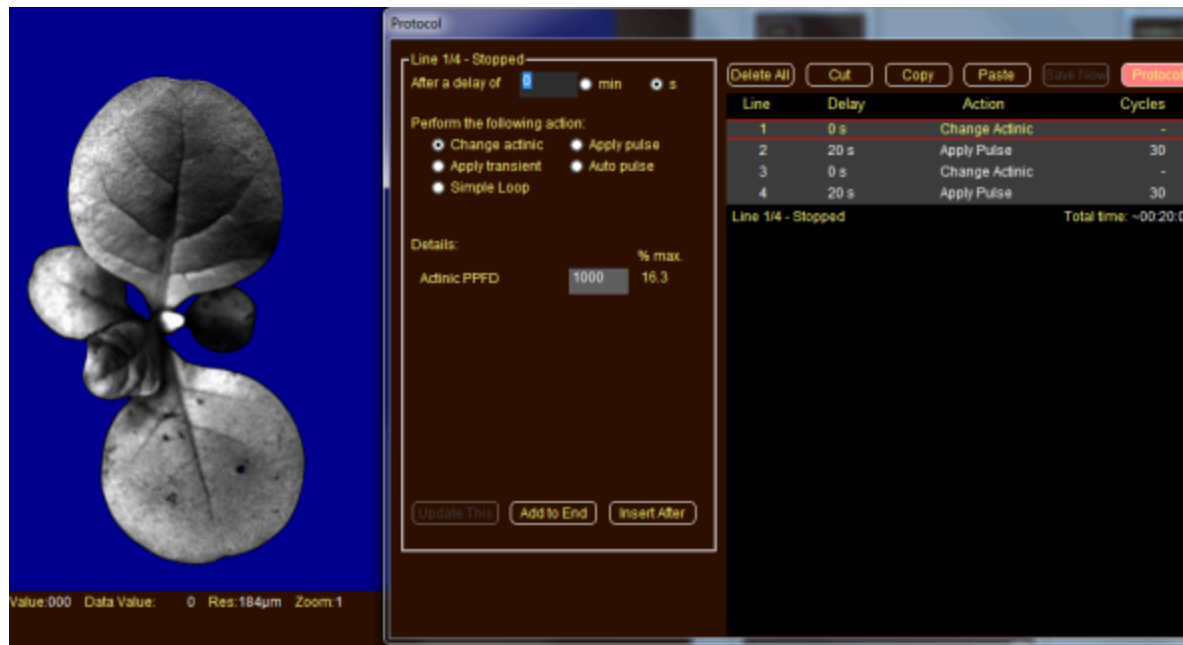 Protocol
Line 1/4 - Stopped
After a delay of 0 min s
Perform the following action:
Change actinic Apply pulse
Apply transient Auto pulse
Simple Loop
Details:
% max.
Actinic PPFD 1000 16.3
Update This Add to End Insert After
Delete All Cut Copy Paste Save Now Protocol
Line Delay Action Cycles
1 0 s Change Actinic -
2 20 s Apply Pulse 30
3 0 s Change Actinic -
4 20 s Apply Pulse 30
Line 1/4 - Stopped Total time: ~00:20:0
Value:000 Data Value: 0 Res:184µm Zoom:1